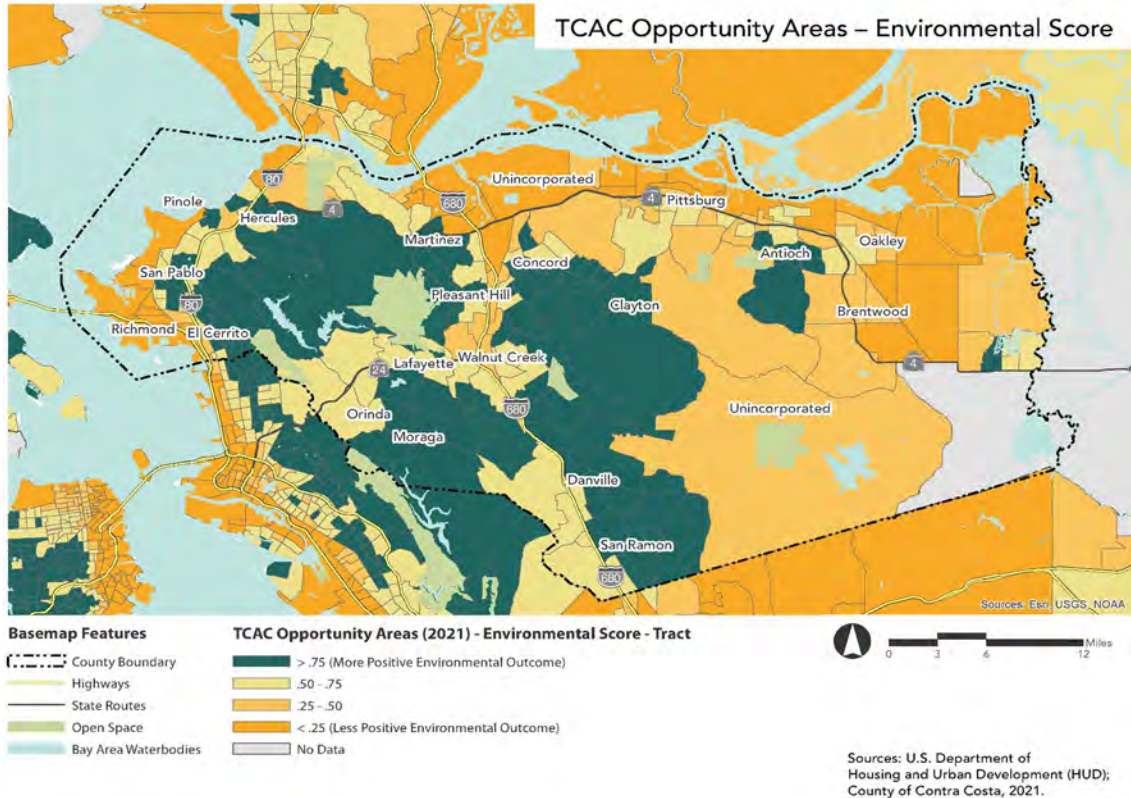 TCAC Opportunity Areas – Environmental Score
Unincorporated
80
Pinole
Hercules
4
680
4
Pittsburg
Martinez
Antioch
Oakley
San Pablo
Concord
80
Pleasant Hill
Clayton
Brentwood
Richmond
El Cerrito
Walnut Creek
Lafayette
24
4
Orinda
680
Unincorporated
Moraga
Danville
San Ramon
680
Sources: Esri, USGS, NOAA
Basemap Features
County Boundary
Highways
State Routes
Open Space
Bay Area Waterbodies
TCAC Opportunity Areas (2021) - Environmental Score - Tract
> .75 (More Positive Environmental Outcome)
.50 - .75
.25 - .50
< .25 (Less Positive Environmental Outcome)
No Data
Miles
0 3 6 12
Sources: U.S. Department of
Housing and Urban Development (HUD);
County of Contra Costa, 2021.